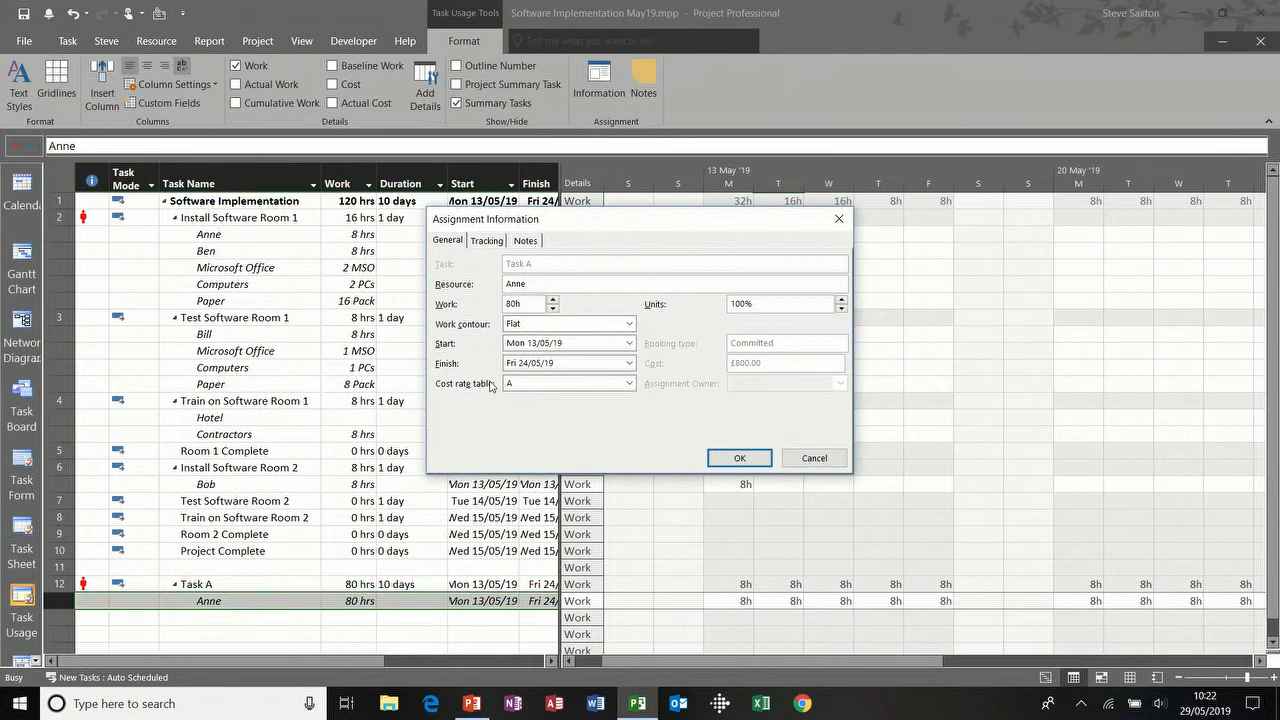 Task Usage Tools
Software Implementation May19.mpp - Project Professional
Steve Saxton
File Task Steve Resource Report Project View Developer Help Format Tell me what you want to do
Text Styles
Gridlines
Format
Insert Column
Column Settings
Custom Fields
Columns
Work
Actual Work
Cumulative Work
Baseline Work
Cost
Actual Cost
Details
Add Details
Outline Number
Project Summary Task
Summary Tasks
Show/Hide
Information
Notes
Assignment
Anne
Calenda
Gantt Chart
Networ Diagram
Task Board
Task Form
Task Sheet
Task Usage
Task Mode Task Name Work Duration Start Finish Details
13 May '19 20 May '19
S S M T W T F S S M T W T
1 Software Implementation 120 hrs 10 days Mon 13/05/19 Fri 24/ Work 32h 16h 16h 8h 8h 8h 8h 8h 8h
2 Install Software Room 1 16 hrs 1 day
Anne 8 hrs
Ben 8 hrs
Microsoft Office 2 MSO
Computers 2 PCs
Paper 16 Pack
3 Test Software Room 1 8 hrs 1 day
Bill 8 hrs
Microsoft Office 1 MSO
Computers 1 PCs
Paper 8 Pack
4 Train on Software Room 1 8 hrs 1 day
Hotel
Contractors 8 hrs
5 Room 1 Complete 0 hrs 0 days
6 Install Software Room 2 8 hrs 1 day
Bob 8 hrs Mon 13/05/19 Mon 13/ Work 8h
7 Test Software Room 2 0 hrs 1 day Tue 14/05/19 Tue 14/ Work
8 Train on Software Room 2 0 hrs 1 day Wed 15/05/19 Wed 15/ Work
9 Room 2 Complete 0 hrs 0 days Wed 15/05/19 Wed 15/ Work
10 Project Complete 0 hrs 0 days Wed 15/05/19 Wed 15/ Work
11 Work
12 Task A 80 hrs 10 days Mon 13/05/19 Fri 24/ Work 8h 8h 8h 8h 8h 8h 8h 8h 8h
Anne 80 hrs Mon 13/05/19 Fri 24/ Work 8h 8h 8h 8h 8h 8h 8h 8h 8h
Work
Work
Work
Assignment Information
General Tracking Notes
Task: Task A
Resource: Anne
Work: 80h Units: 100%
Work contour: Flat
Start: Mon 13/05/19 Booking type: Committed
Finish: Fri 24/05/19 Cost: £800.00
Cost rate table A Assignment Owner:
OK Cancel
Busy New Tasks : Auto Scheduled
Type here to search
10:22
29/05/2019